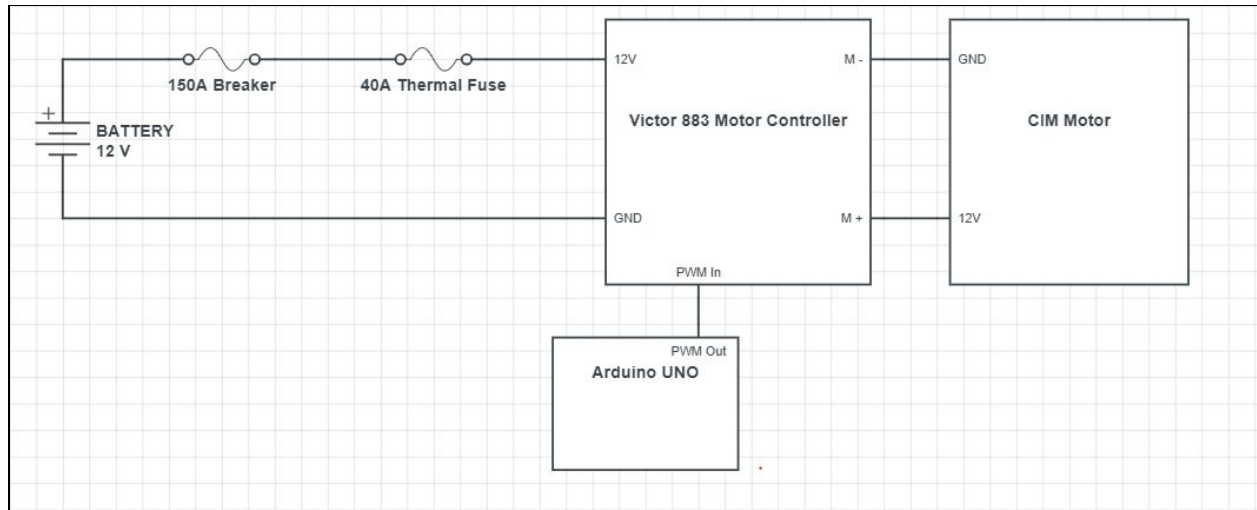 12V
M -
GND
150A Breaker
40A Thermal Fuse
+
BATTERY
12 V
Victor 883 Motor Controller
CIM Motor
GND
M +
12V
PWM In
PWM Out
Arduino UNO